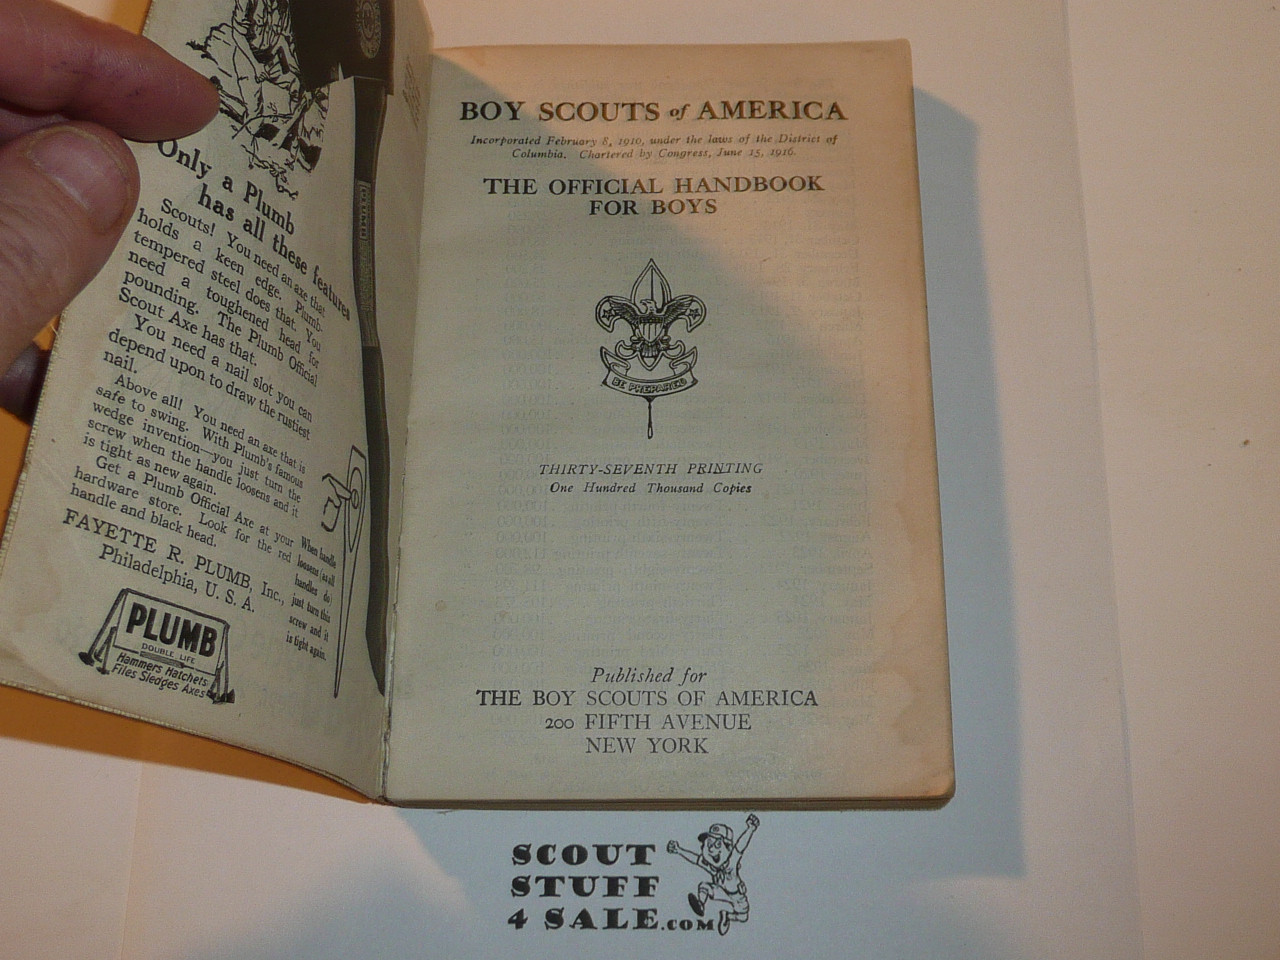 Only a Plumb
has all these features
Scouts! You need an axe that
holds a keen edge. Plumb-
tempered steel does that. You
need a toughened head for
pounding. The Plumb Official
Scout Axe has that.
You need a nail slot you can
depend upon to draw the rustiest
nail.
Above all! You need an axe that is
safe to swing. With Plumb's famous
wedge invention—you just turn the
screw when the handle loosens and it
is tight as new again.
Get a Plumb Official Axe at your
hardware store. Look for the red
handle and black head.
FAYETTE R. PLUMB, Inc.,
Philadelphia, U. S. A.
When handle
loosens (as all
handles do)
just turn this
screw and it
is tight again.
PLUMB
DOUBLE LIFE
Hammers Hatchets
Files Sledges Axes
BOY SCOUTS of AMERICA
Incorporated February 8, 1910, under the laws of the District of
Columbia. Chartered by Congress, June 15, 1916.
THE OFFICIAL HANDBOOK
FOR BOYS
BE PREPARED
THIRTY-SEVENTH PRINTING
One Hundred Thousand Copies
Published for
THE BOY SCOUTS OF AMERICA
200 FIFTH AVENUE
NEW YORK
SCOUT
STUFF
4 SALE.COM